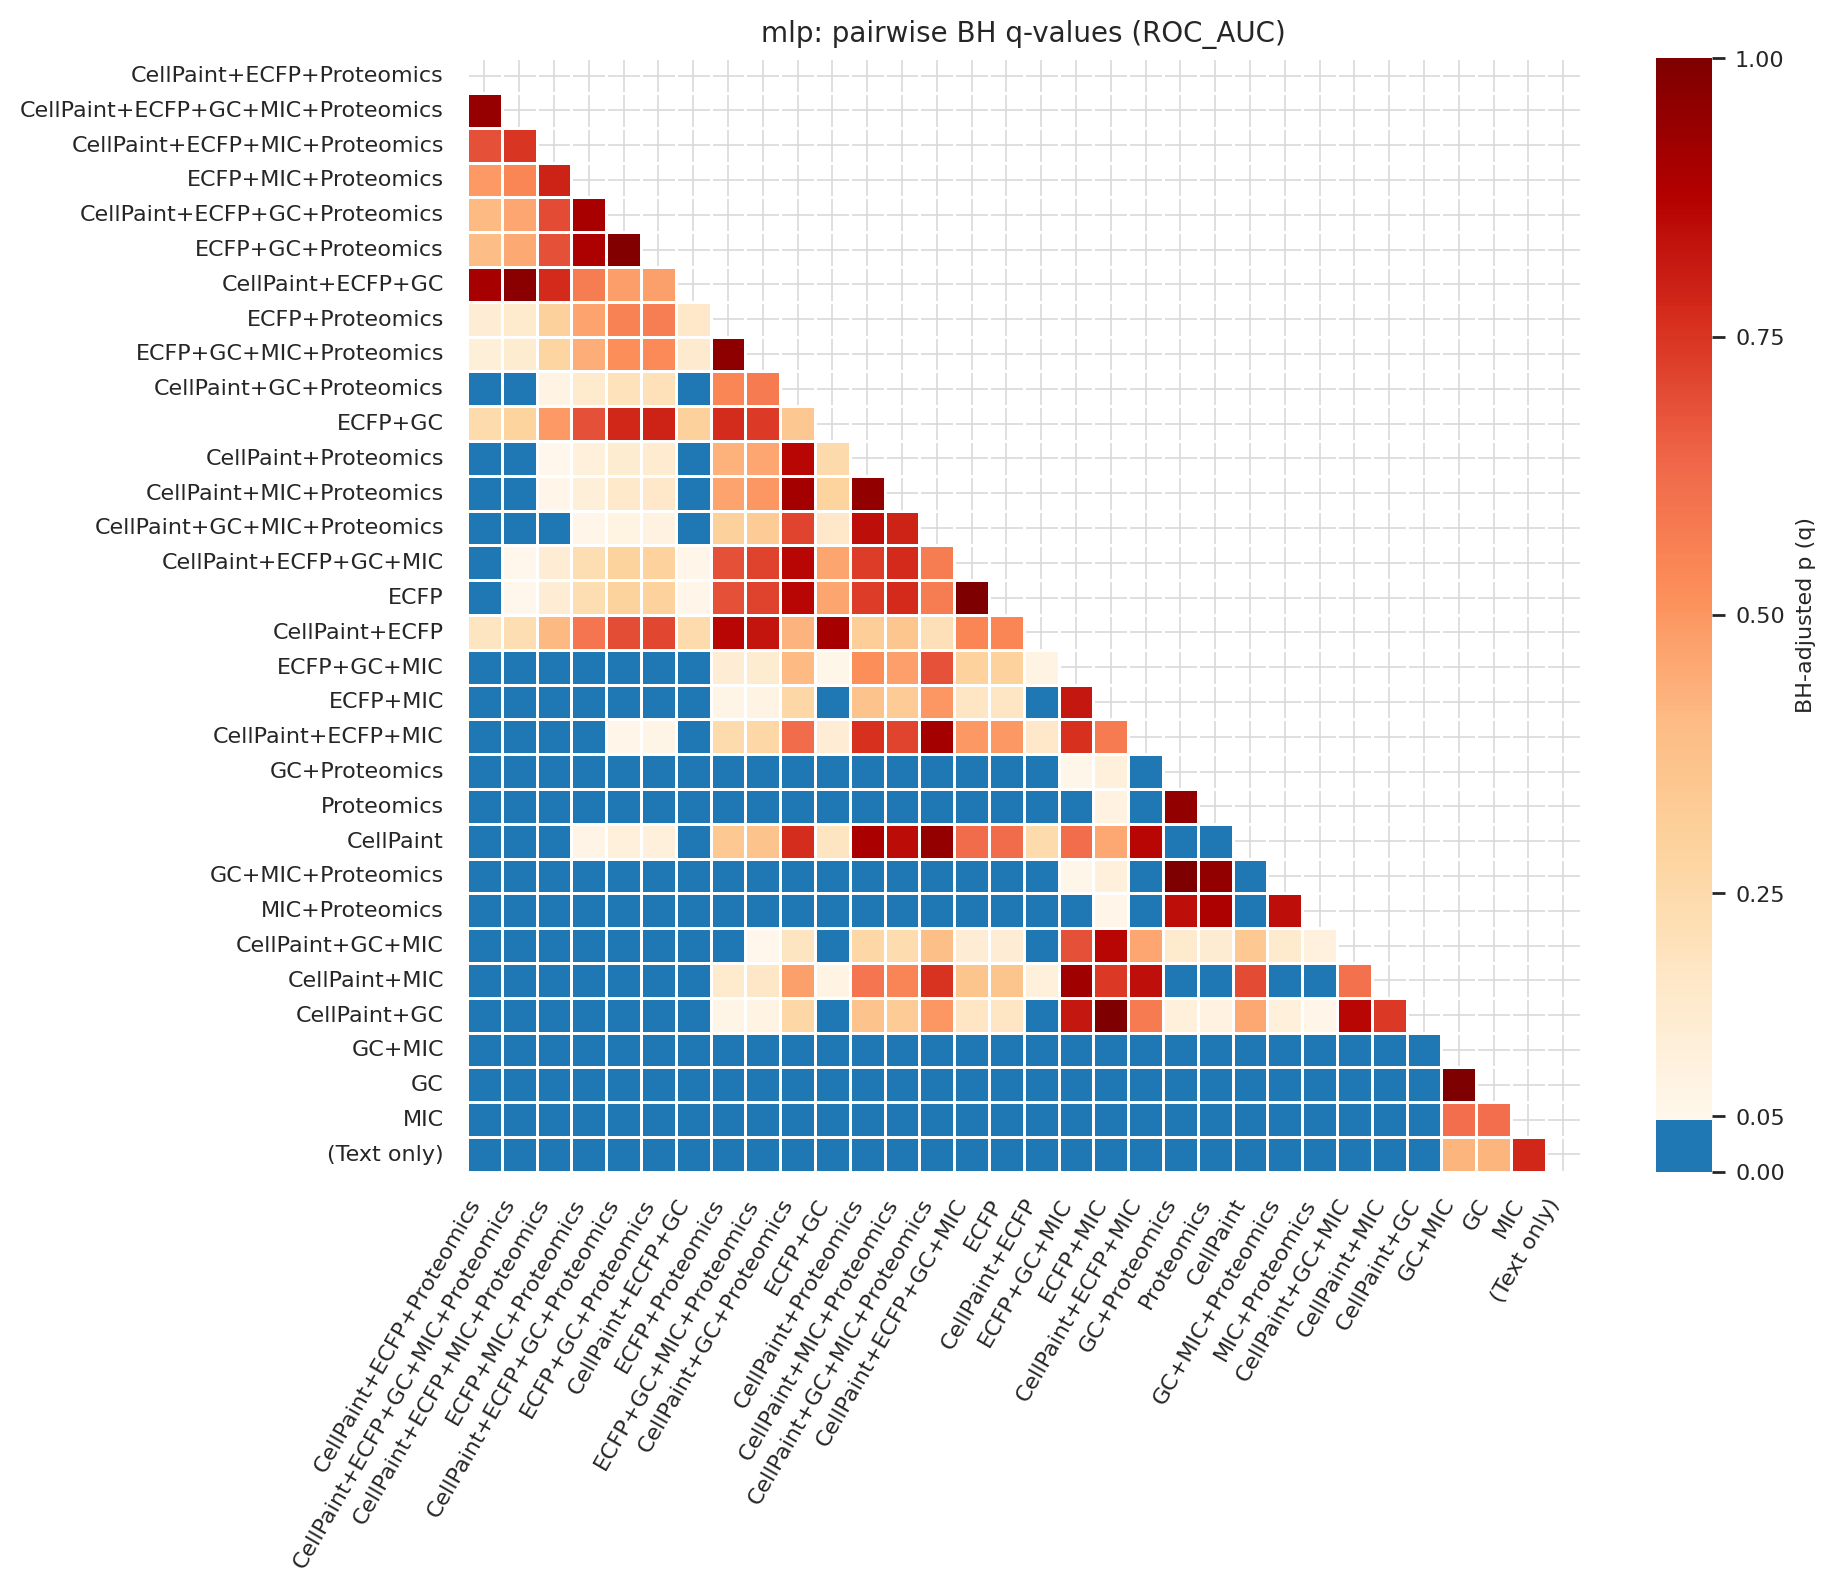 mlp: pairwise BH q-values (ROC_AUC)
CellPaint+ECFP+Proteomics
CellPaint+ECFP+GC+MIC+Proteomics
CellPaint+ECFP+MIC+Proteomics
ECFP+MIC+Proteomics
CellPaint+ECFP+GC+Proteomics
ECFP+GC+Proteomics
CellPaint+ECFP+GC
ECFP+Proteomics
ECFP+GC+MIC+Proteomics
CellPaint+GC+Proteomics
ECFP+GC
CellPaint+Proteomics
CellPaint+MIC+Proteomics
CellPaint+GC+MIC+Proteomics
CellPaint+ECFP+GC+MIC
ECFP
CellPaint+ECFP
ECFP+GC+MIC
ECFP+MIC
CellPaint+ECFP+MIC
GC+Proteomics
Proteomics
CellPaint
GC+MIC+Proteomics
MIC+Proteomics
CellPaint+GC+MIC
CellPaint+MIC
CellPaint+GC
GC+MIC
GC
MIC
(Text only)
CellPaint+ECFP+Proteomics
CellPaint+ECFP+GC+MIC+Proteomics
CellPaint+ECFP+MIC+Proteomics
ECFP+MIC+Proteomics
CellPaint+ECFP+GC+Proteomics
ECFP+GC+Proteomics
CellPaint+ECFP+GC
ECFP+Proteomics
ECFP+GC+MIC+Proteomics
CellPaint+GC+Proteomics
ECFP+GC
CellPaint+Proteomics
CellPaint+MIC+Proteomics
CellPaint+GC+MIC+Proteomics
CellPaint+ECFP+GC+MIC
ECFP
CellPaint+ECFP
ECFP+GC+MIC
ECFP+MIC
CellPaint+ECFP+MIC
GC+Proteomics
Proteomics
CellPaint
GC+MIC+Proteomics
MIC+Proteomics
CellPaint+GC+MIC
CellPaint+MIC
CellPaint+GC
GC+MIC
GC
MIC
(Text only)
1.00
0.75
0.50
0.25
0.05
0.00
BH-adjusted p (q)